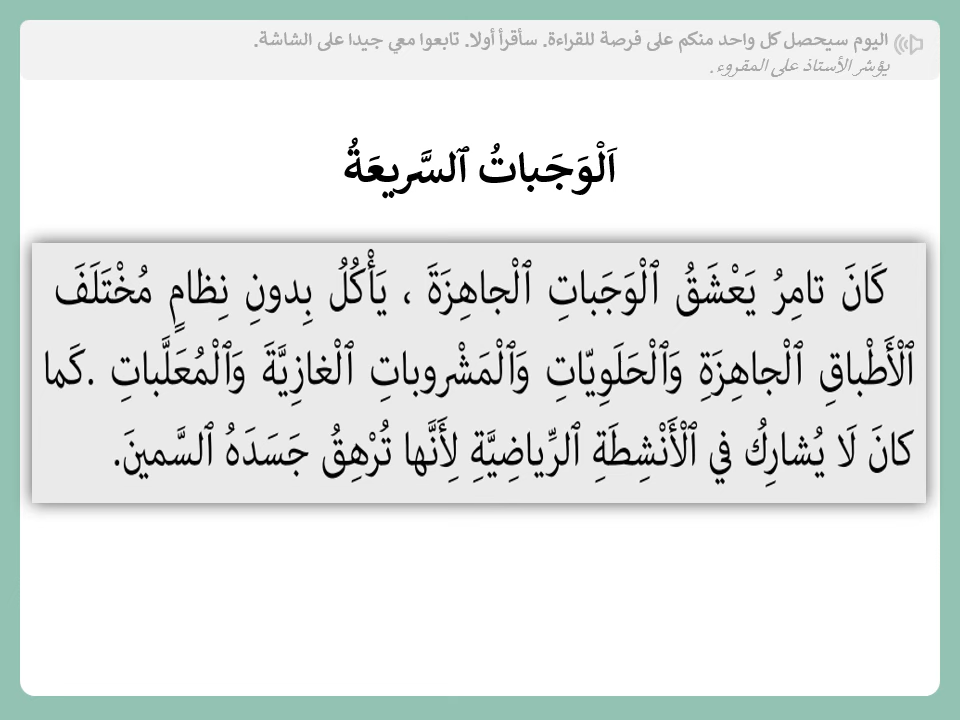 اليوم سيحصل كل واحد منكم على فرصة للقراءة. سأقرأ أولا. تابعوا معي جيدا على الشاشة.
يؤشر الأستاذ على المقروء.
اَلْوَجَباتُ ٱلسَّريعَةُ
كَانَ تامِرُ يَعْشَقُ ٱلْوَجَباتِ ٱلْجاهِزَةَ ، يَأْكُلُ بِدونِ نِظامٍ مُخْتَلَفَ
ٱلْأَطْباقِ ٱلْجاهِزَةِ وَٱلْحَلَوِيّاتِ وَٱلْمَشْروباتِ ٱلْغازِيَّةَ وَٱلْمُعَلَّباتِ .كَما
كانَ لَا يُشارِكُ في ٱلْأَنْشِطَةِ ٱلرِّياضِيَّةِ لِأَنَّها تُرْهِقُ جَسَدَهُ ٱلسَّمينَ.